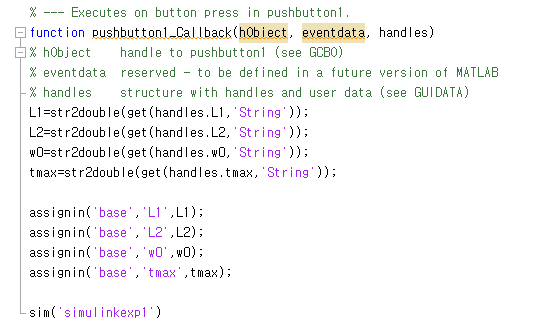 % --- Executes on button press in pushbutton1.
function pushbutton1_Callback(hObject, eventdata, handles)
% hObject    handle to pushbutton1 (see GCBO)
% eventdata  reserved - to be defined in a future version of MATLAB
% handles    structure with handles and user data (see GUIDATA)
L1=str2double(get(handles.L1,'String'));
L2=str2double(get(handles.L2,'String'));
w0=str2double(get(handles.w0,'String'));
tmax=str2double(get(handles.tmax,'String'));
assignin('base','L1',L1);
assignin('base','L2',L2);
assignin('base','w0',w0);
assignin('base','tmax',tmax);
sim('simulinkexp1')